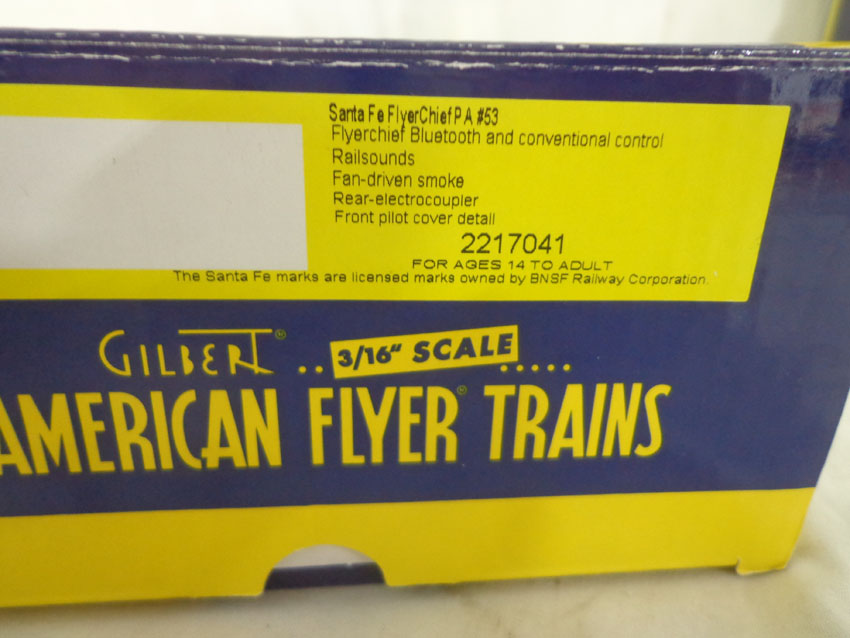 Santa Fe FlyerChief PA #53
Flyerchief Bluetooth and conventional control
Railsounds
Fan-driven smoke
Rear-electrocoupler
Front pilot cover detail
2217041
FOR AGES 14 TO ADULT
The Santa Fe marks are licensed marks owned by BNSF Railway Corporation.
GILBERT® .. 3/16" SCALE .....
AMERICAN FLYER® TRAINS